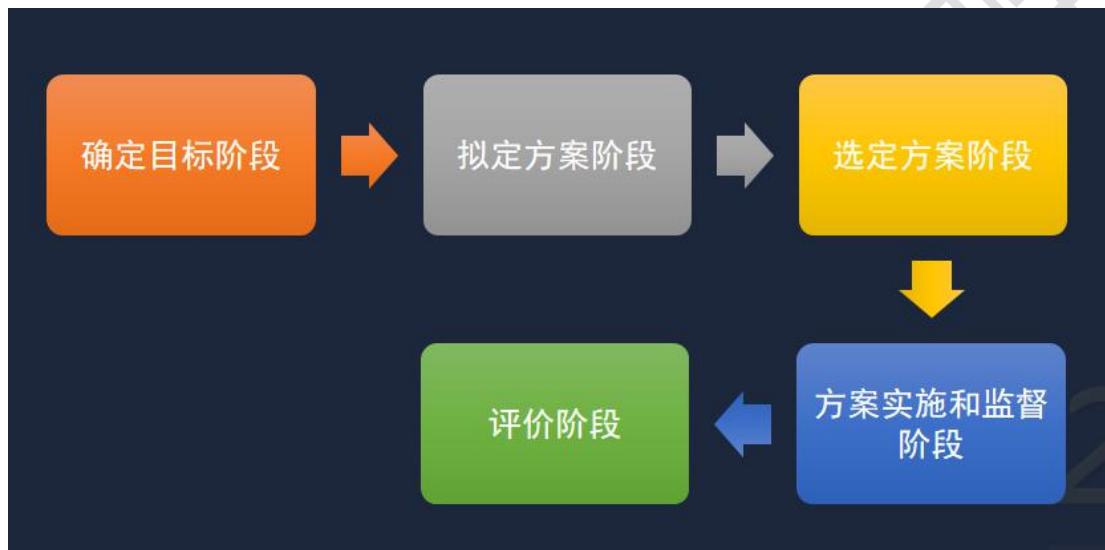 确定目标阶段
拟定方案阶段
选定方案阶段
方案实施和监督
阶段
评价阶段